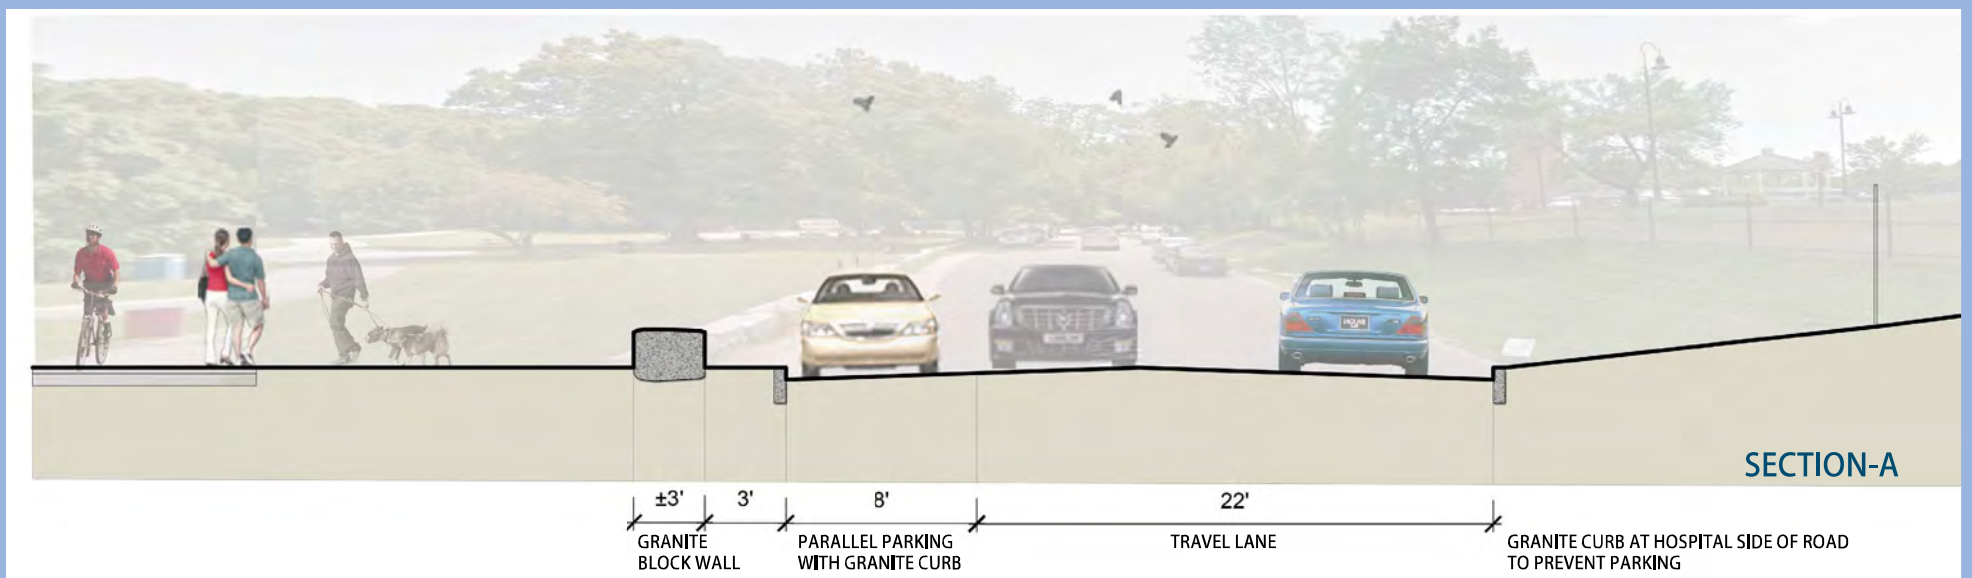 SECTION-A
±3' 3' 8' 22'
GRANITE
BLOCK WALL
PARALLEL PARKING
WITH GRANITE CURB
TRAVEL LANE
GRANITE CURB AT HOSPITAL SIDE OF ROAD
TO PREVENT PARKING
JAGUAR